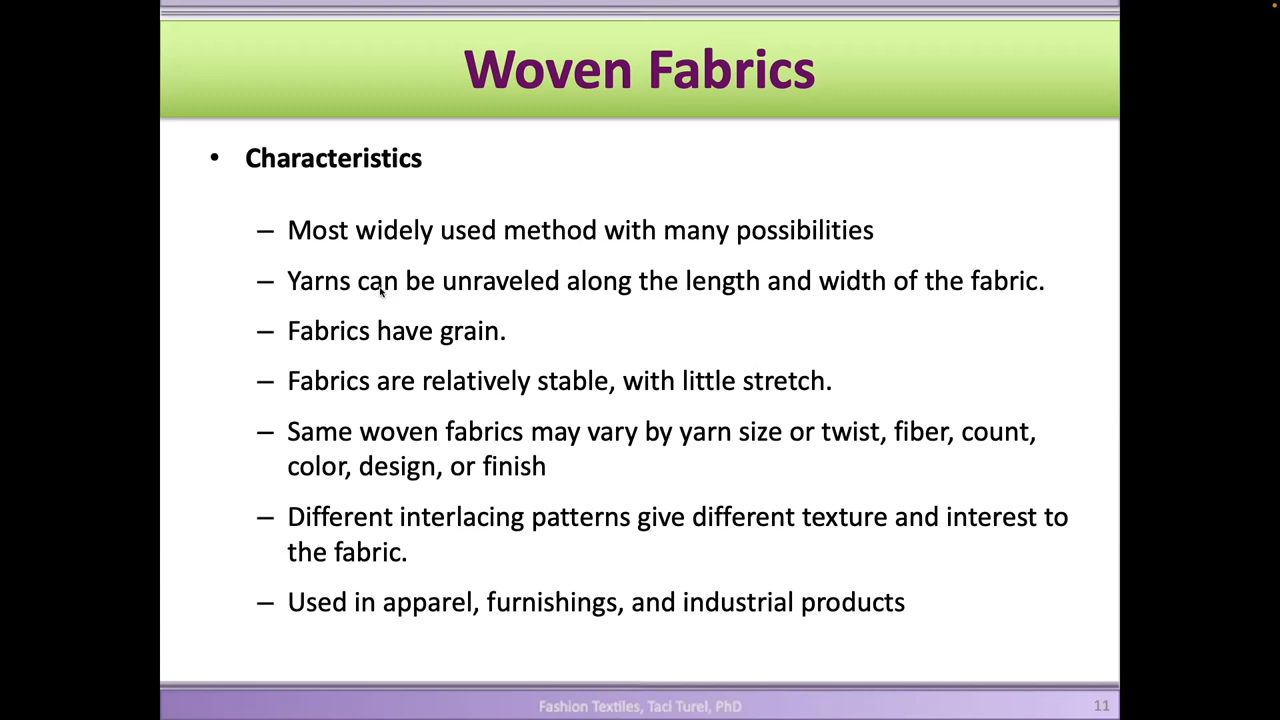 Woven Fabrics
• Characteristics
– Most widely used method with many possibilities
– Yarns can be unraveled along the length and width of the fabric.
– Fabrics have grain.
– Fabrics are relatively stable, with little stretch.
– Same woven fabrics may vary by yarn size or twist, fiber, count,
color, design, or finish
– Different interlacing patterns give different texture and interest to
the fabric.
– Used in apparel, furnishings, and industrial products
Fashion Textiles, Taci Turel, PhD
11